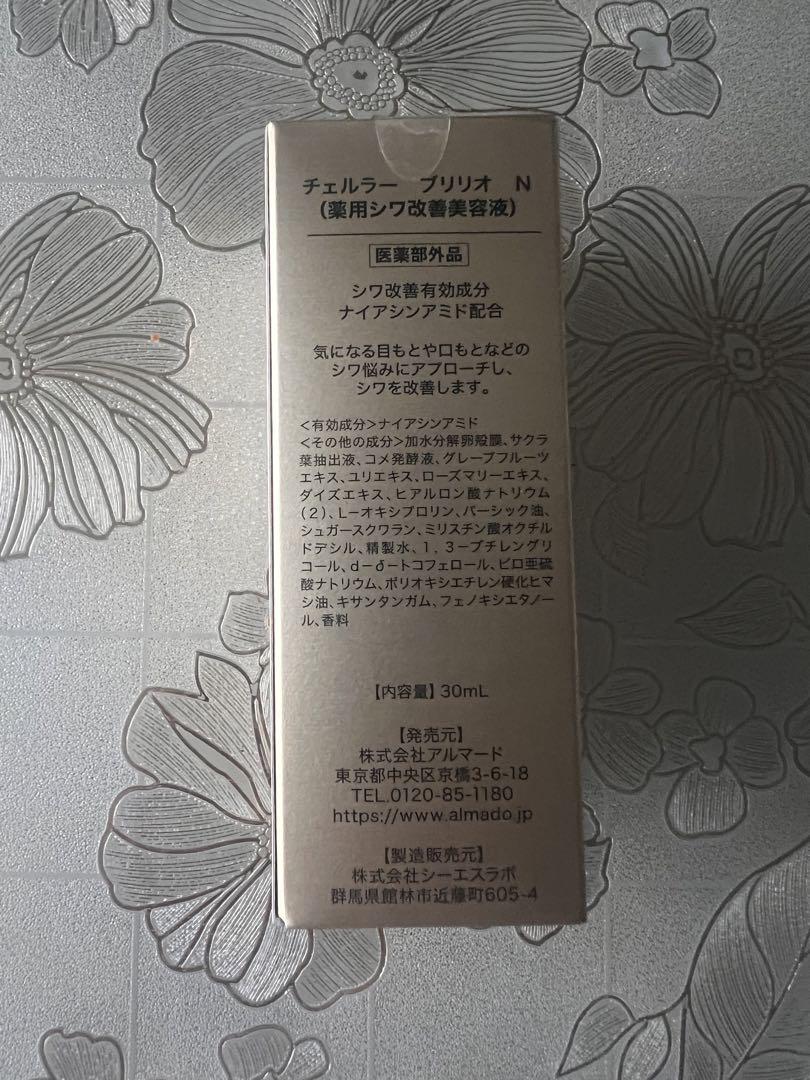 チェルラー ブリリオ N
(薬用シワ改善美容液)
医薬部外品
シワ改善有効成分
ナイアシンアミド配合
気になる目もとや口もとなどの
シワ悩みにアプローチし、
シワを改善します。
<有効成分>ナイアシンアミド
<その他の成分>加水分解卵殻膜、サクラ
葉抽出液、コメ発酵液、グレープフルーツ
エキス、ユリエキス、ローズマリーエキス、
ダイズエキス、ヒアルロン酸ナトリウム
(2)、L-オキシプロリン、パーシック油、
シュガースクワラン、ミリスチン酸オクチル
ドデシル、精製水、1,3-ブチレングリ
コール、d-δ-トコフェロール、ピロ亜硫
酸ナトリウム、ポリオキシエチレン硬化ヒマ
シ油、キサンタンガム、フェノキシエタノー
ル、香料
【内容量】30mL
【発売元】
株式会社アルマード
東京都中央区京橋3-6-18
TEL.0120-85-1180
https://www.almado.jp
【製造販売元】
株式会社シーエスラボ
群馬県館林市近藤町605-4